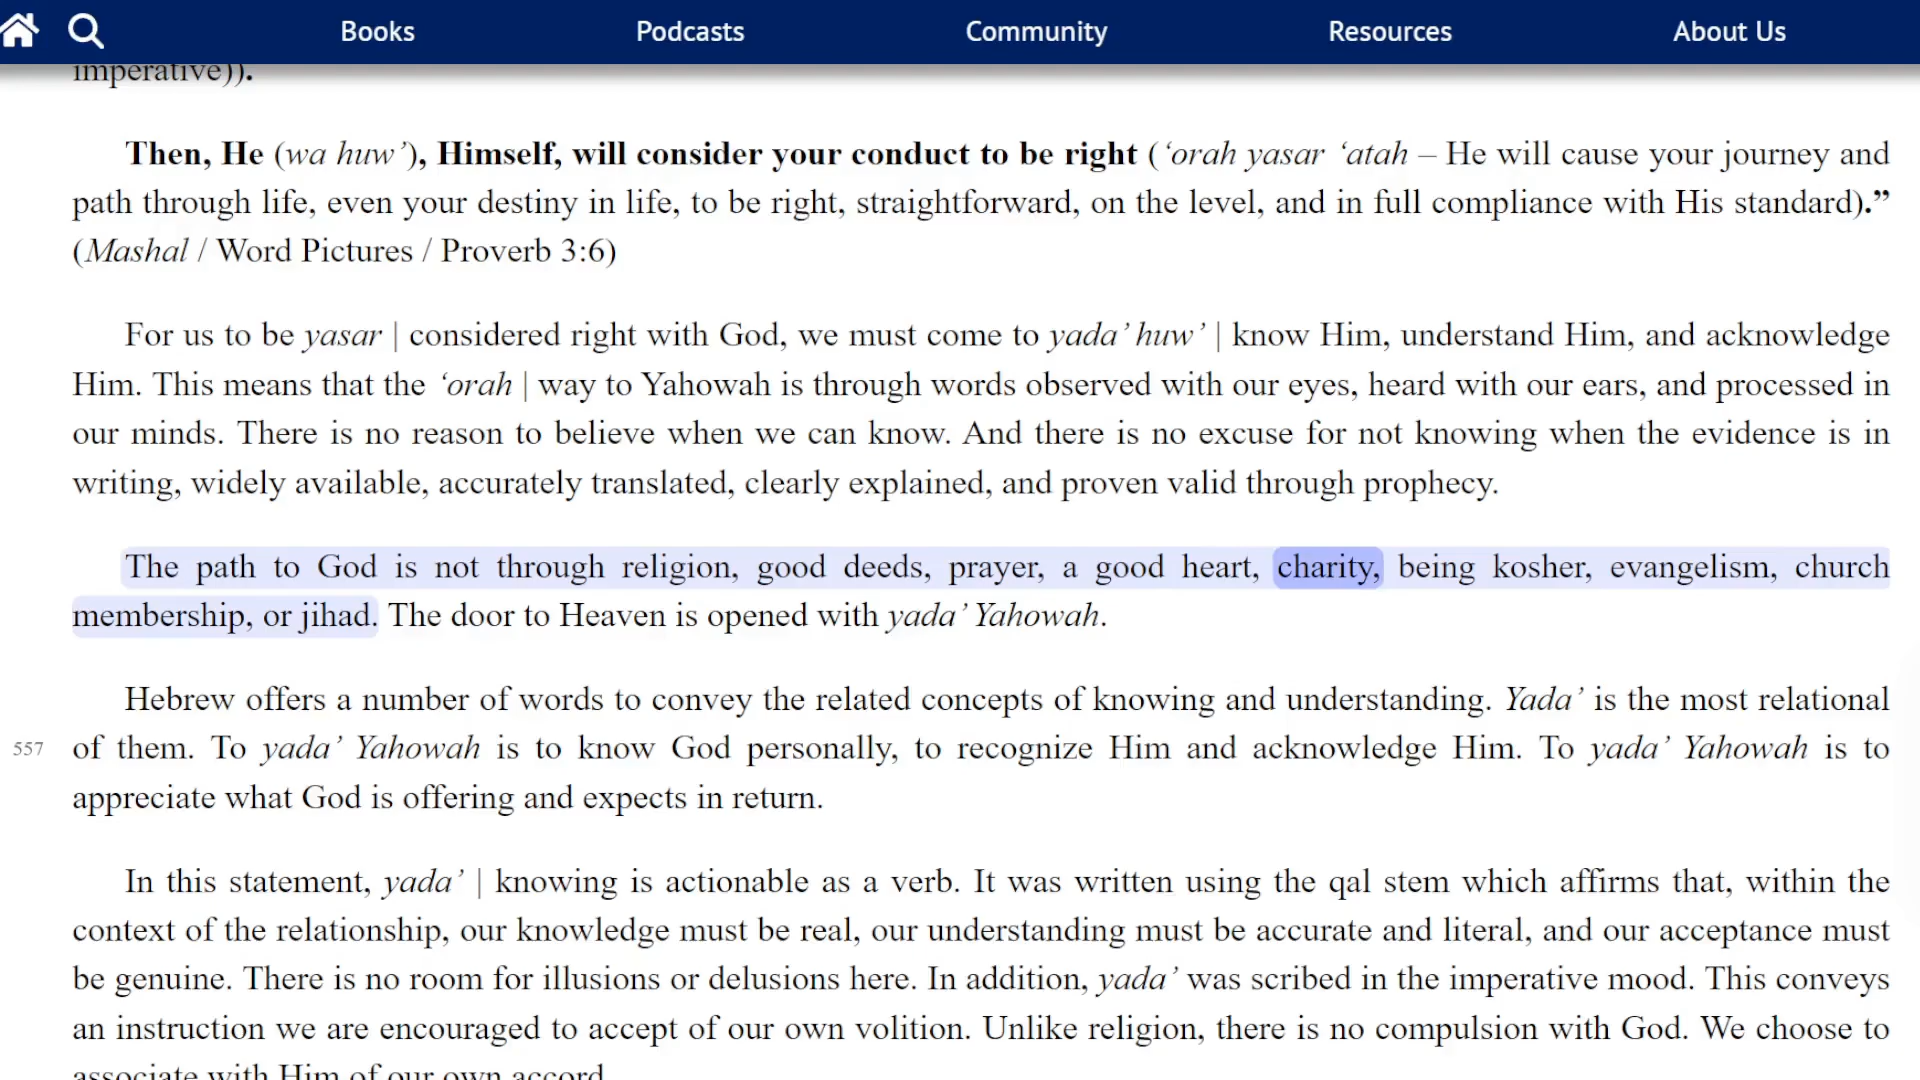 Books Podcasts Community Resources About Us
imperative)).
Then, He (wa huw’), Himself, will consider your conduct to be right (‘orah yasar ‘atah – He will cause your journey and
path through life, even your destiny in life, to be right, straightforward, on the level, and in full compliance with His standard).”
(Mashal / Word Pictures / Proverb 3:6)
For us to be yasar | considered right with God, we must come to yada’ huw’ | know Him, understand Him, and acknowledge
Him. This means that the ‘orah | way to Yahowah is through words observed with our eyes, heard with our ears, and processed in
our minds. There is no reason to believe when we can know. And there is no excuse for not knowing when the evidence is in
writing, widely available, accurately translated, clearly explained, and proven valid through prophecy.
The path to God is not through religion, good deeds, prayer, a good heart, charity, being kosher, evangelism, church
membership, or jihad. The door to Heaven is opened with yada’ Yahowah.
Hebrew offers a number of words to convey the related concepts of knowing and understanding. Yada’ is the most relational
557 of them. To yada’ Yahowah is to know God personally, to recognize Him and acknowledge Him. To yada’ Yahowah is to
appreciate what God is offering and expects in return.
In this statement, yada’ | knowing is actionable as a verb. It was written using the qal stem which affirms that, within the
context of the relationship, our knowledge must be real, our understanding must be accurate and literal, and our acceptance must
be genuine. There is no room for illusions or delusions here. In addition, yada’ was scribed in the imperative mood. This conveys
an instruction we are encouraged to accept of our own volition. Unlike religion, there is no compulsion with God. We choose to
associate with Him of our own accord.